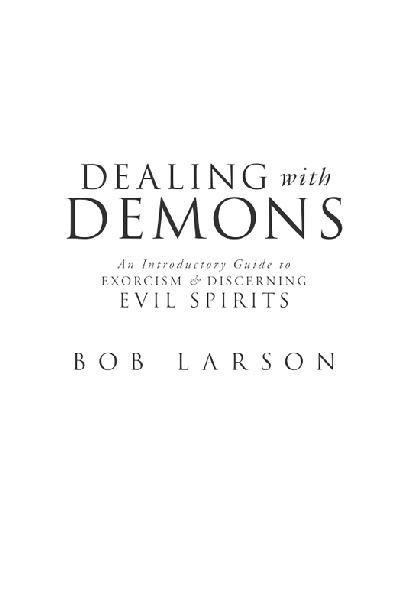 DEALING with
DEMONS
An Introductory Guide to
EXORCISM & DISCERNING
EVIL SPIRITS
BOB LARSON